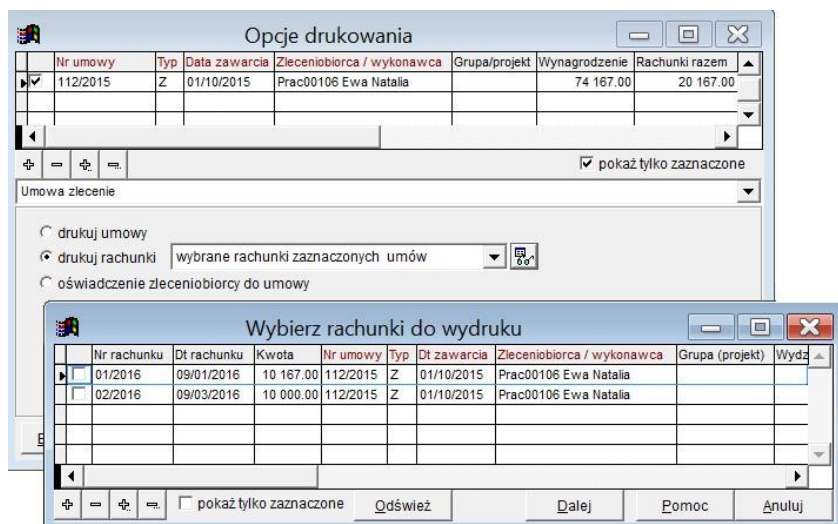 Opcje drukowania
Nr umowy Typ Data zawarcia Zleceniobiorca / wykonawca Grupa/projekt Wynagrodzenie Rachunki razem
112/2015 Z 01/10/2015 Prac00106 Ewa Natalia 74 167.00 20 167.00
pokaż tylko zaznaczone
Umowa zlecenie
drukuj umowy
drukuj rachunki wybrane rachunki zaznaczonych umów
oświadczenie zleceniobiorcy do umowy
Wybierz rachunki do wydruku
Nr rachunku Dt rachunku Kwota Nr umowy Typ Dt zawarcia Zleceniobiorca / wykonawca Grupa (projekt) Wydz
01/2016 09/01/2016 10 167.00 112/2015 Z 01/10/2015 Prac00106 Ewa Natalia
02/2016 09/03/2016 10 000.00 112/2015 Z 01/10/2015 Prac00106 Ewa Natalia
pokaż tylko zaznaczone Odśwież Dalej Pomoc Anuluj